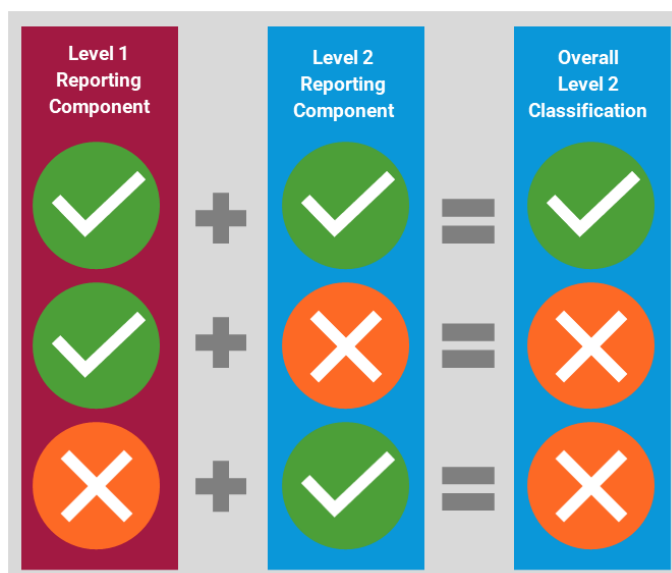 Level 1
Reporting
Component
Level 2
Reporting
Component
Overall
Level 2
Classification